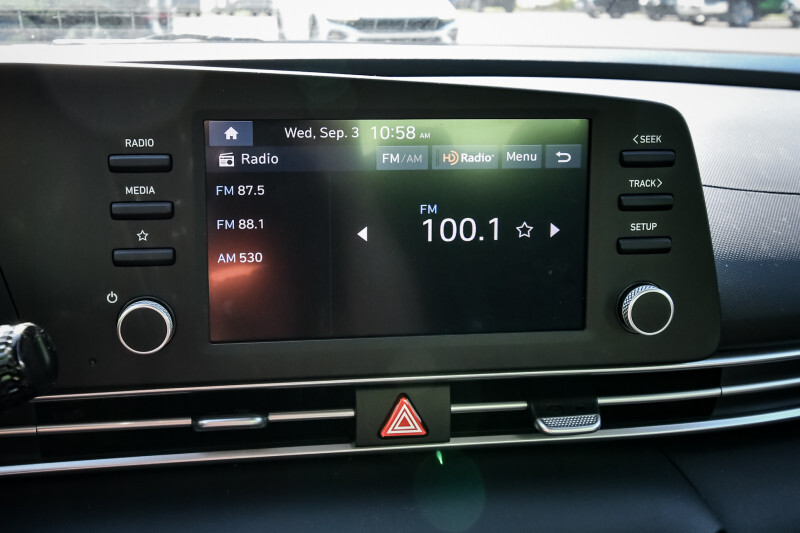 RADIO
MEDIA
Wed, Sep. 3 10:58 AM
Radio FM/AM HD Radio Menu
FM 87.5
FM 88.1
AM 530
FM
100.1
<SEEK
TRACK>
SETUP